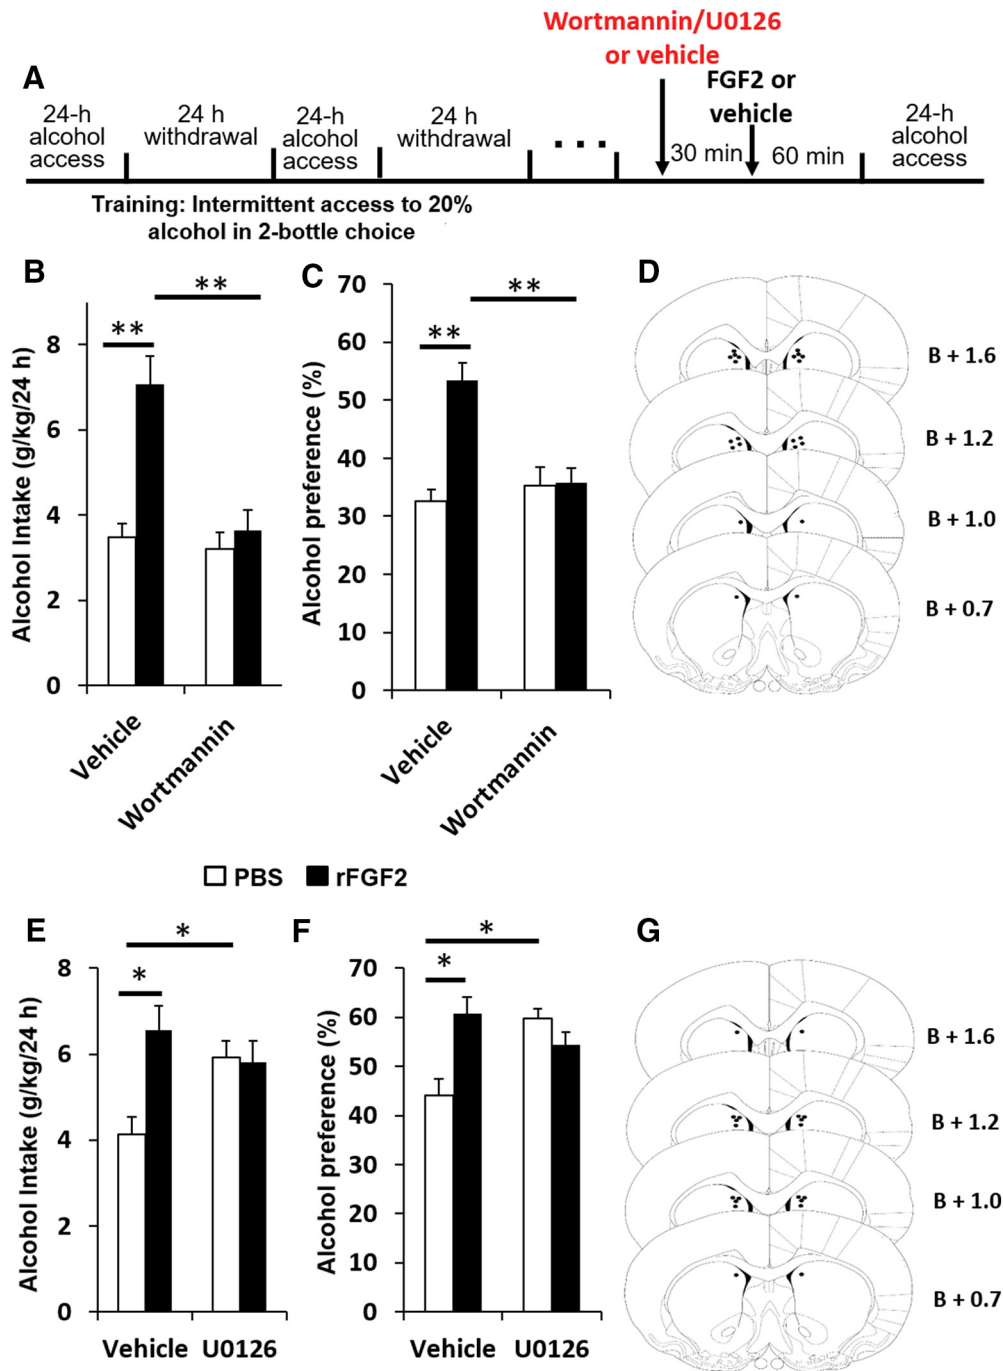 Wortmannin/U0126
or vehicle
A
FGF2 or
vehicle
24-h
alcohol
access
24 h
withdrawal
24-h
alcohol
access
24 h
withdrawal
...
30 min
60 min
24-h
alcohol
access
Training: Intermittent access to 20%
alcohol in 2-bottle choice
B
Alcohol Intake (g/kg/24 h)
8
6
4
2
0
**
**
Vehicle
Wortmannin
C
Alcohol preference (%)
70
60
50
40
30
20
10
0
**
**
Vehicle
Wortmannin
D
B + 1.6
B + 1.2
B + 1.0
B + 0.7
PBS
rFGF2
E
Alcohol Intake (g/kg/24 h)
8
6
4
2
0
*
*
Vehicle
U0126
F
Alcohol preference (%)
70
60
50
40
30
20
10
0
*
*
Vehicle
U0126
G
B + 1.6
B + 1.2
B + 1.0
B + 0.7